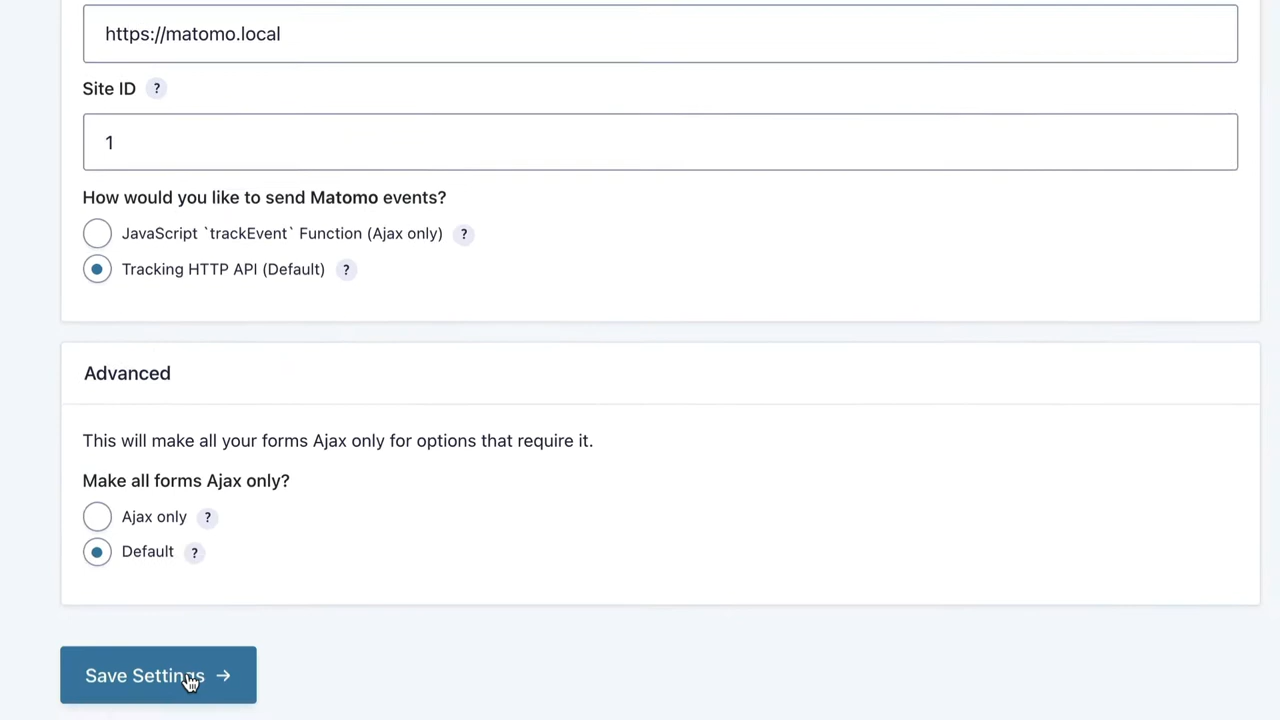 https://matomo.local
Site ID ?
1
How would you like to send Matomo events?
JavaScript `trackEvent` Function (Ajax only) ?
Tracking HTTP API (Default) ?
Advanced
This will make all your forms Ajax only for options that require it.
Make all forms Ajax only?
Ajax only ?
Default ?
Save Settings →